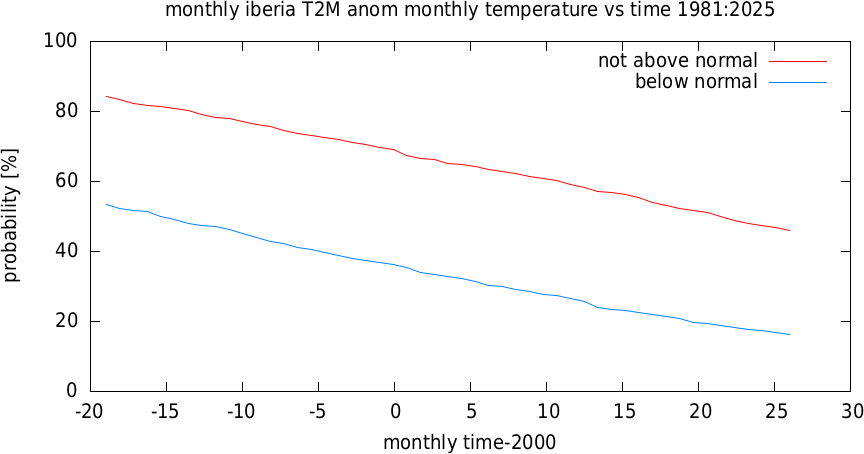 monthly iberia T2M anom monthly temperature vs time 1981:2025
not above normal
below normal
probability [%]
100
80
60
40
20
0
-20 -15 -10 -5 0 5 10 15 20 25 30
monthly time-2000